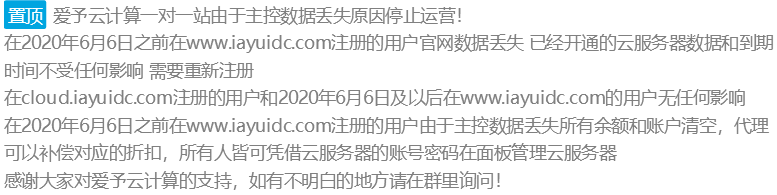 置顶 爱予云计算一对一站由于主控数据丢失原因停止运营！
在2020年6月6日之前在www.iayuidc.com注册的用户官网数据丢失 已经开通的云服务器数据和到期
时间不受任何影响 需要重新注册
在cloud.iayuidc.com注册的用户和2020年6月6日及以后在www.iayuidc.com的用户无任何影响
在2020年6月6日之前在www.iayuidc.com注册的用户由于主控数据丢失所有余额和账户清空，代理
可以补偿对应的折扣，所有人皆可凭借云服务器的账号密码在面板管理云服务器
感谢大家对爱予云计算的支持，如有不明白的地方请在群里询问！